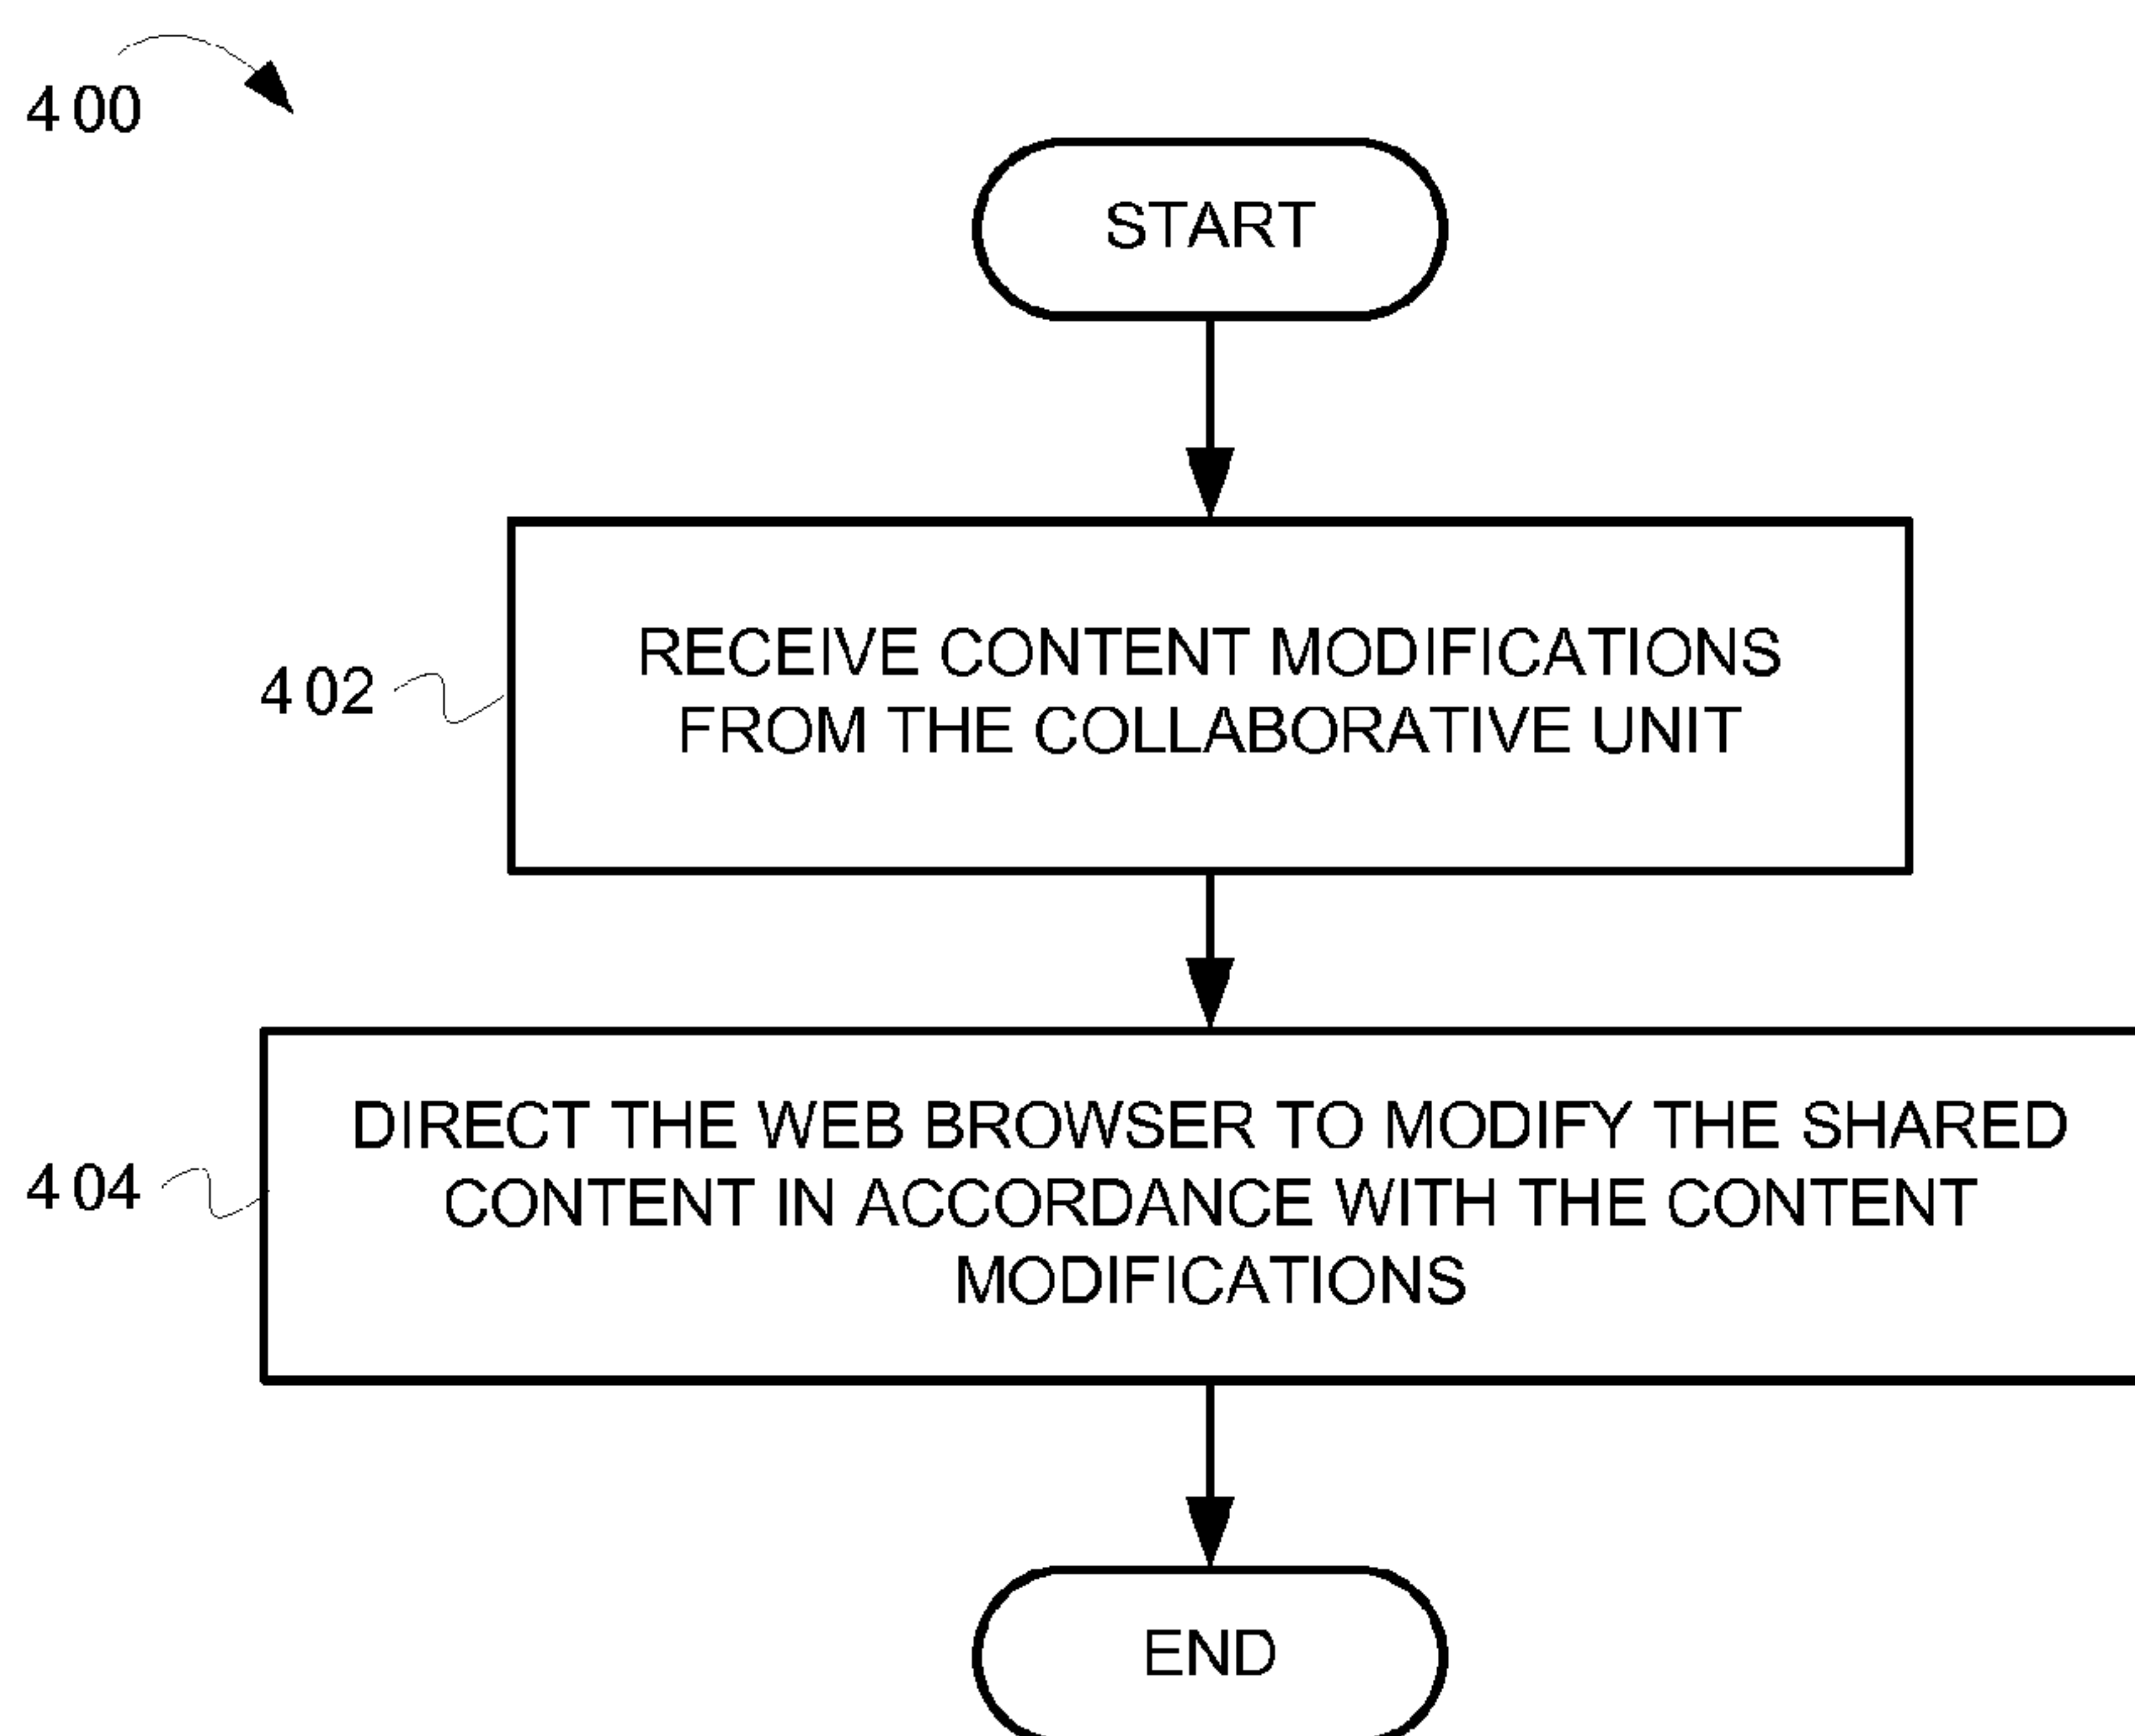 400
START
402
RECEIVE CONTENT MODIFICATIONS
FROM THE COLLABORATIVE UNIT
404
DIRECT THE WEB BROWSER TO MODIFY THE SHARED
CONTENT IN ACCORDANCE WITH THE CONTENT
MODIFICATIONS
END